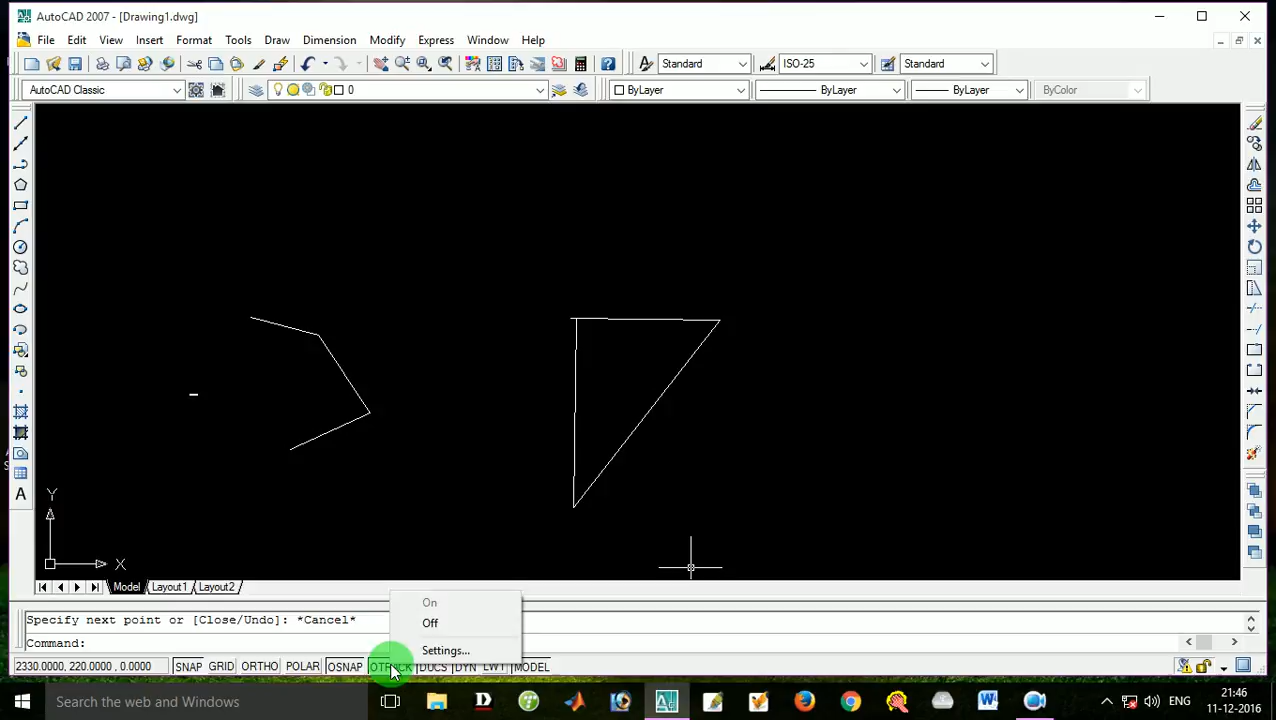 AutoCAD 2007 - [Drawing1.dwg]
File Edit View Insert Format Tools Draw Dimension Modify Express Window Help
Standard ISO-25 Standard
AutoCAD Classic 0 ByLayer ByLayer ByLayer ByColor
A
Y
X
Model Layout1 Layout2
On
Specify next point or [Close/Undo]: *Cancel*
Off
Command:
Settings...
2330.0000, 220.0000, 0.0000 SNAP GRID ORTHO POLAR OSNAP DUCS DYN LWT MODEL
Search the web and Windows
ENG
21:46
11-12-2016